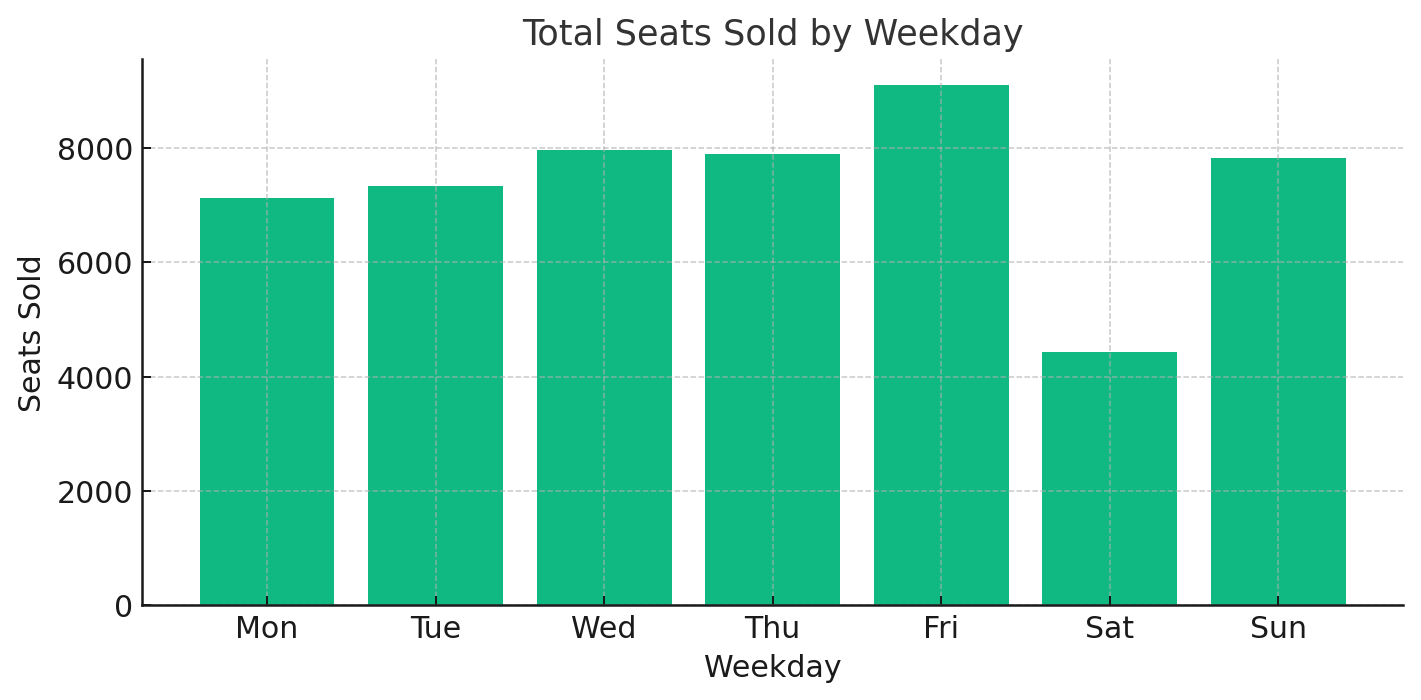 Total Seats Sold by Weekday
Seats Sold
8000
6000
4000
2000
0
Mon Tue Wed Thu Fri Sat Sun
Weekday